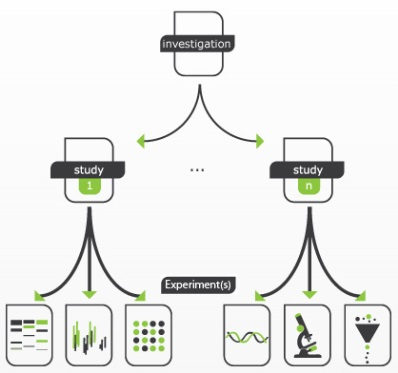 investigation
study
1
...
study
n
Experiment(s)